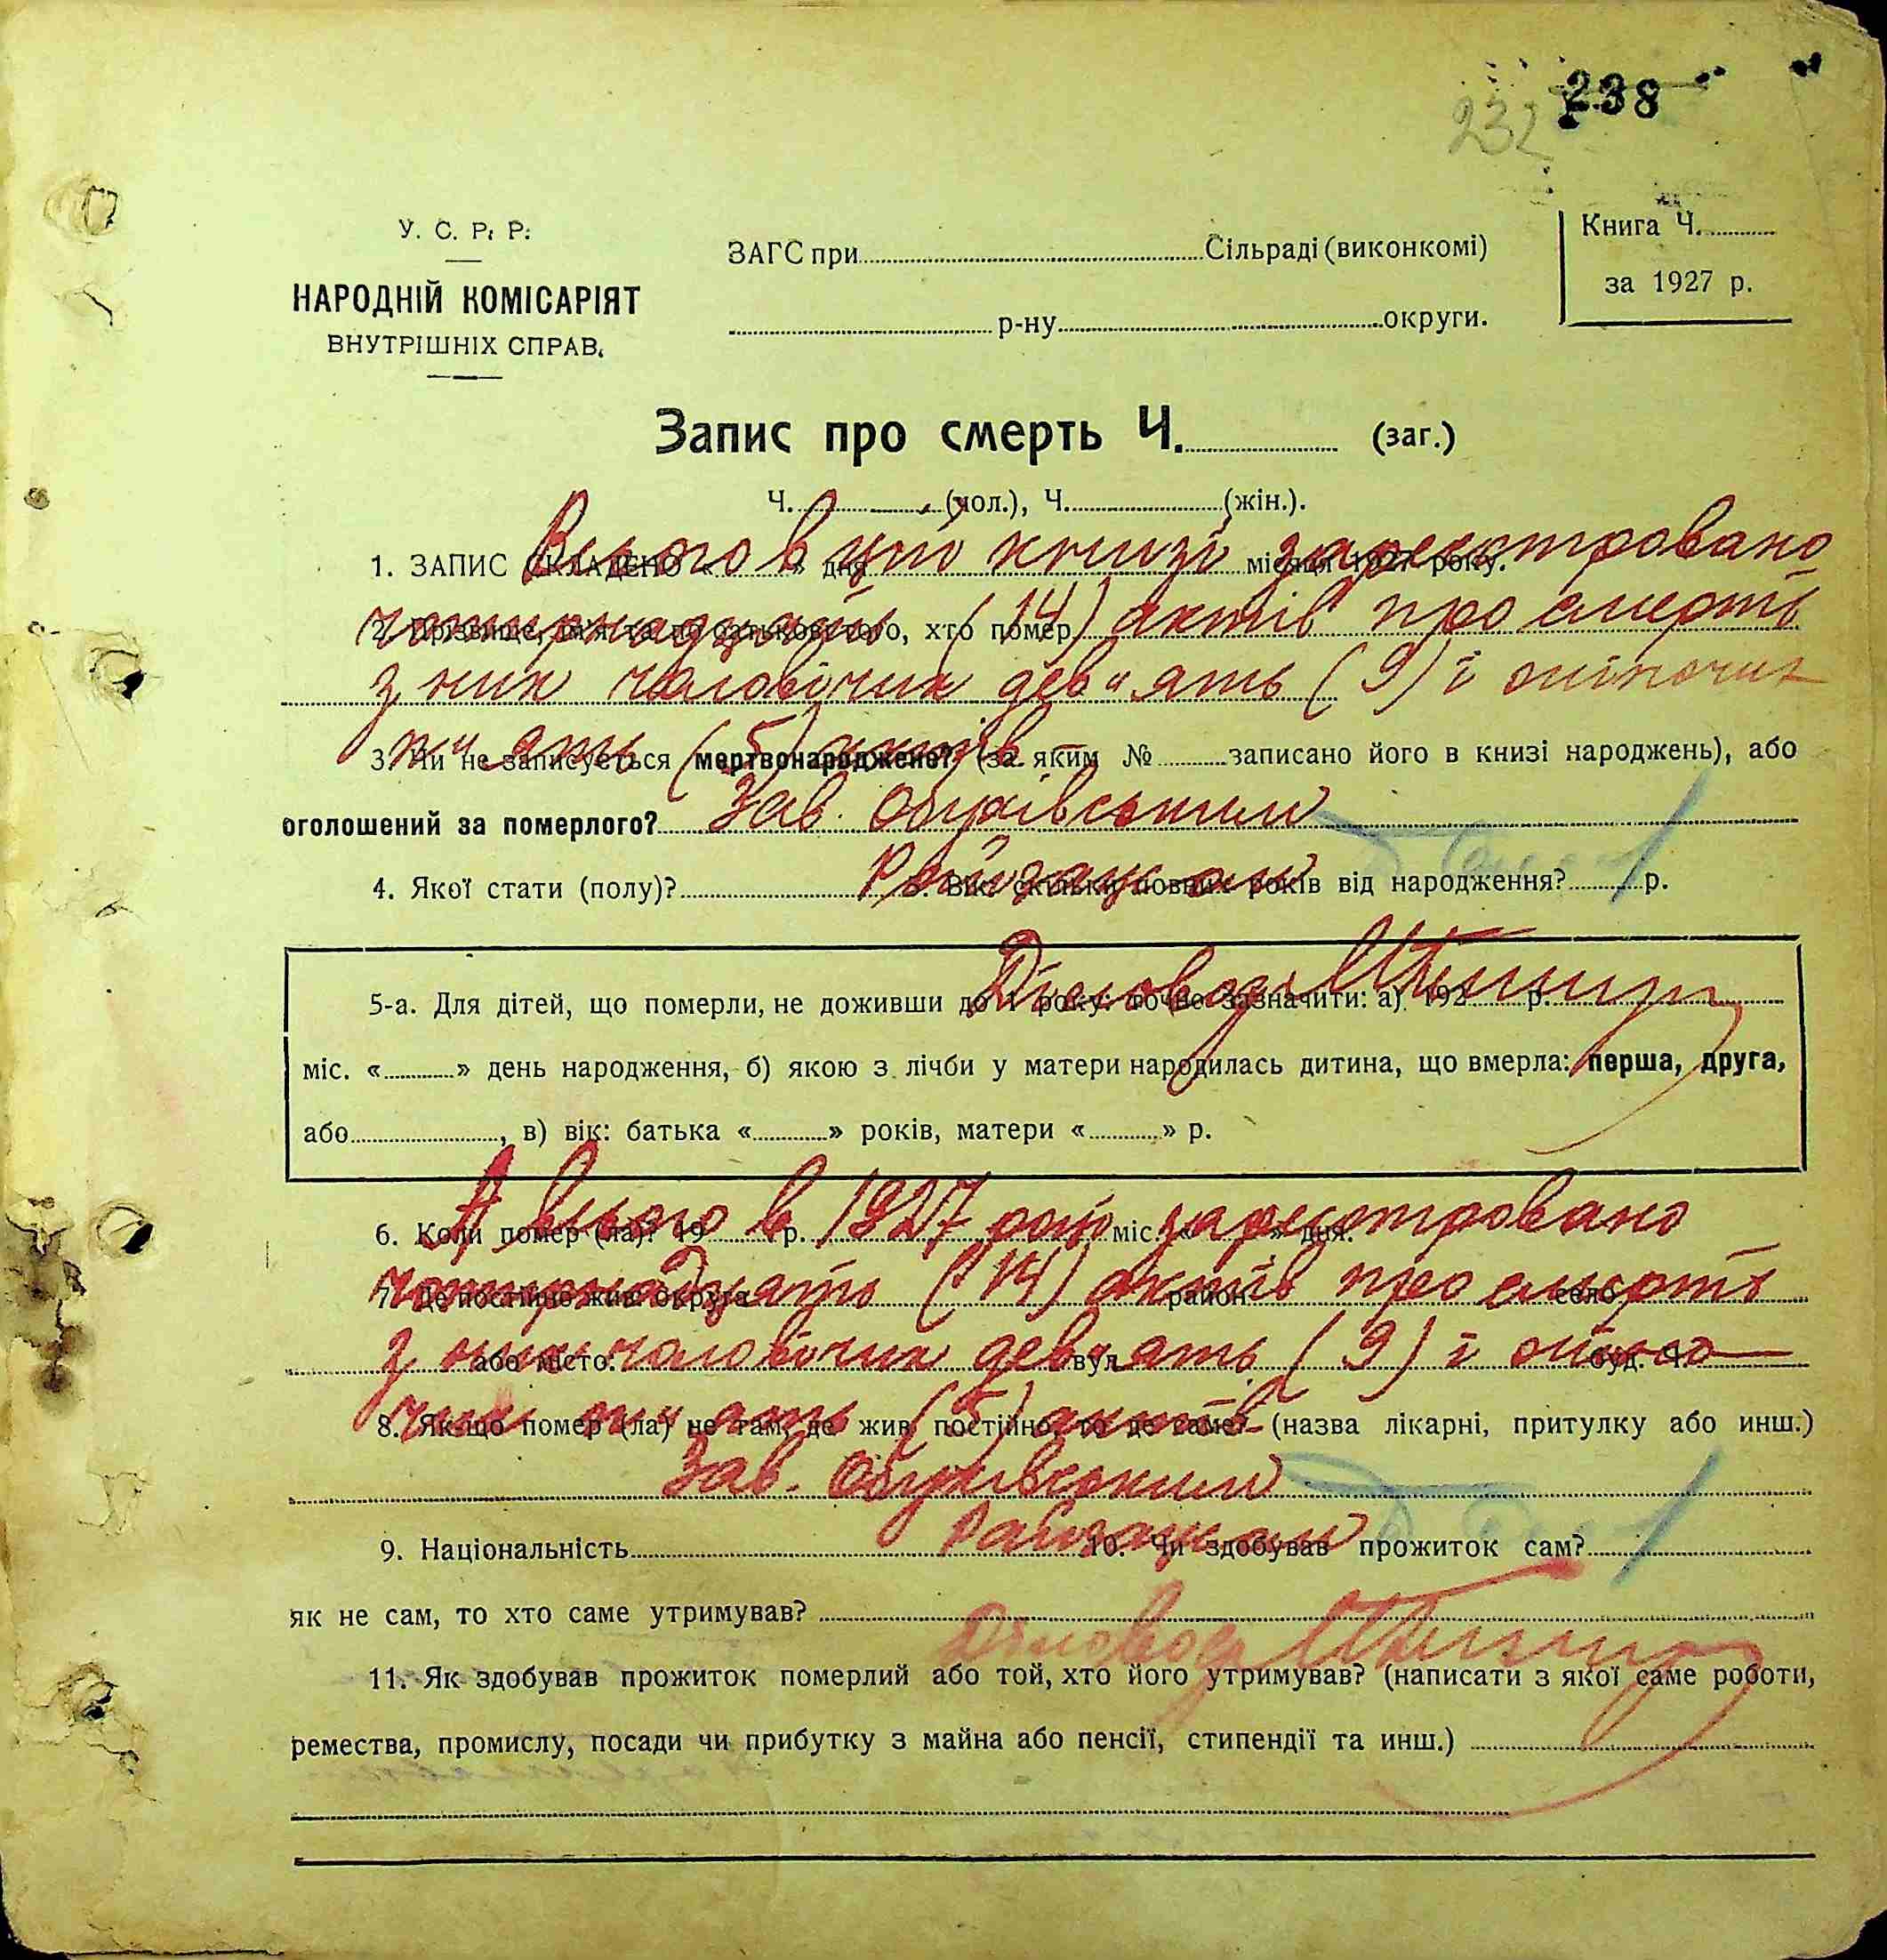 238
232
У. С. Р. Р.
НАРОДНІЙ КОМІСАРІЯТ
ВНУТРІШНІХ СПРАВ.
ЗАГС при Сільраді (виконкомі)
р-ну округи.
Книга Ч.
за 1927 р.
Запис про смерть Ч. (заг.)
Ч. (чол.), Ч. (жін.).
Всього в цій книзі зареєстровано
1. ЗАПИС СКЛАДЕНО « » дня місяця 1927 року.
чотирнадцять (14) актів про смерть
2. Прізвище, ім'я та по батькові того, хто помер
з них чоловічих дев'ять (9) і жіночих
п'ять (5) актів
3. Чи не записується мертвонароджене? (за яким № записано його в книзі народжень), або
оголошений за померлого? Зав. Обухівським
Райзагсом
4. Якої стати (полу)? 5. Вік: скільки повних років від народження? р.
Діловод
5-а. Для дітей, що померли, не доживши до 1 року: точно зазначити: а) 192 р.
міс. « » день народження, б) якою з лічби у матери народилась дитина, що вмерла: перша, друга,
або , в) вік: батька « » років, матери « » р.
А всього в 1927 році зареєстровано
6. Коли помер (ла)? 19 р. міс. « » дня.
чотирнадцять (14) актів про смерть
7. Де постійно жив: округа район село
з них чоловічих дев'ять (9) і жіно
або місто: вул. буд. Ч.
чих п'ять (5) актів
8. Як-що помер (ла) не там, де жив постійно, то де саме? (назва лікарні, притулку або инш.)
Зав. Обухівським
Райзагсом
9. Національність 10. Чи здобував прожиток сам?
як не сам, то хто саме утримував?
Діловод
11. Як здобував прожиток померлий або той, хто його утримував? (написати з якої саме роботи,
ремества, промислу, посади чи прибутку з майна або пенсії, стипендії та инш.)